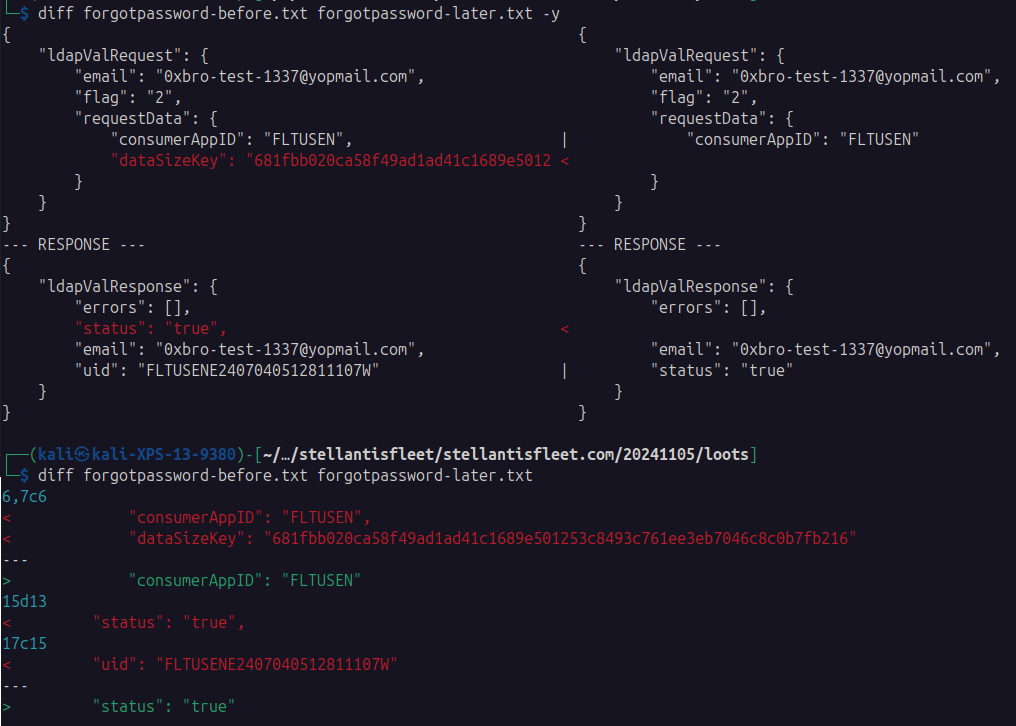 └─$ diff forgotpassword-before.txt forgotpassword-later.txt -y
{                                                               {
    "ldapValRequest": {                                             "ldapValRequest": {
        "email": "0xbro-test-1337@yopmail.com",                         "email": "0xbro-test-1337@yopmail.com",
        "flag": "2",                                                    "flag": "2",
        "requestData": {                                                "requestData": {
            "consumerAppID": "FLTUSEN",                       |             "consumerAppID": "FLTUSEN"
            "dataSizeKey": "681fbb020ca58f49ad1ad41c1689e5012 <
        }                                                               }
    }                                                               }
}                                                               }
--- RESPONSE ---                                                --- RESPONSE ---
{                                                               {
    "ldapValResponse": {                                            "ldapValResponse": {
        "errors": [],                                                   "errors": [],
        "status": "true",                                     <
        "email": "0xbro-test-1337@yopmail.com",                         "email": "0xbro-test-1337@yopmail.com",
        "uid": "FLTUSENE2407040512811107W"                    |         "status": "true"
    }                                                               }
}                                                               }
┌──(kali㉿kali-XPS-13-9380)-[~/…/stellantisfleet/stellantisfleet.com/20241105/loots]
└─$ diff forgotpassword-before.txt forgotpassword-later.txt
6,7c6
<             "consumerAppID": "FLTUSEN",
<             "dataSizeKey": "681fbb020ca58f49ad1ad41c1689e501253c8493c761ee3eb7046c8c0b7fb216"
---
>             "consumerAppID": "FLTUSEN"
15d13
<         "status": "true",
17c15
<         "uid": "FLTUSENE2407040512811107W"
---
>         "status": "true"